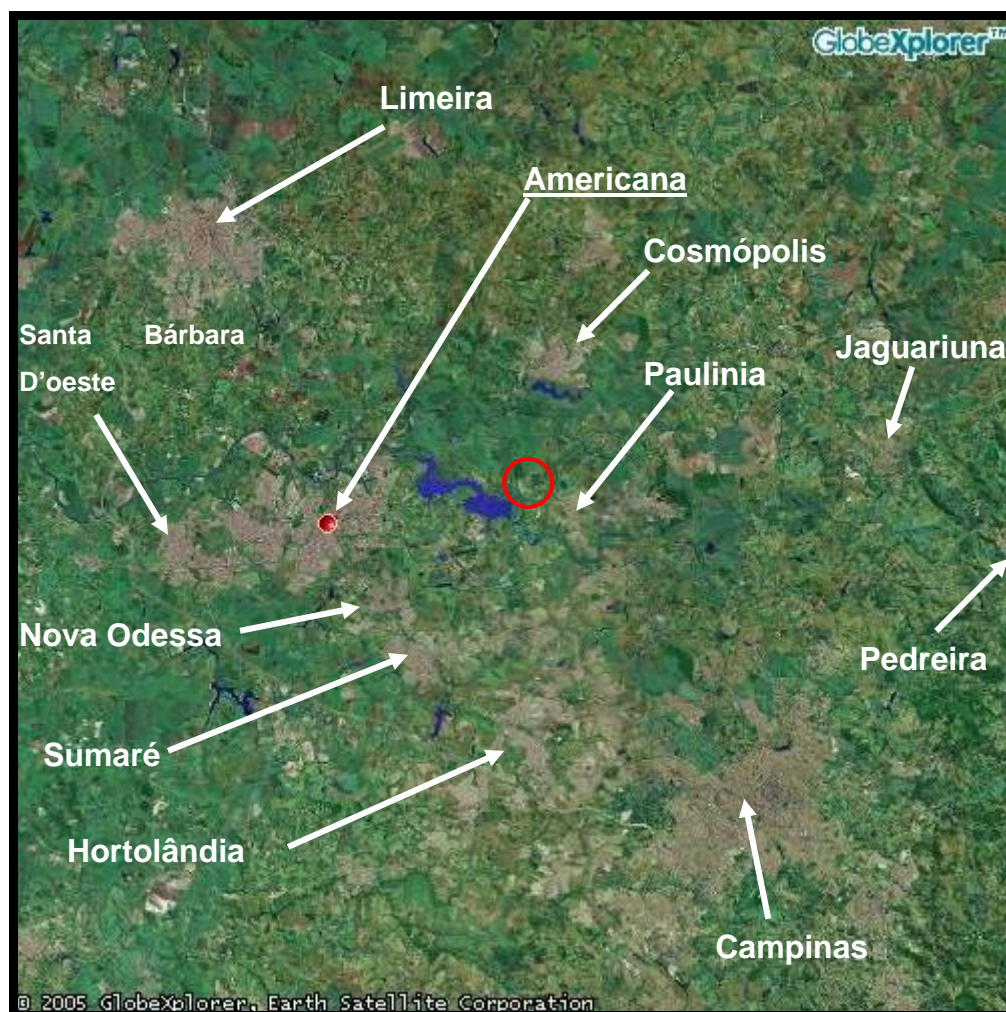 GlobeXplorer™
Limeira
Americana
Cosmópolis
Santa Bárbara
D'oeste
Jaguariuna
Paulinia
Nova Odessa
Pedreira
Sumaré
Hortolândia
Campinas
© 2005 GlobeXplorer, Earth Satellite Corporation